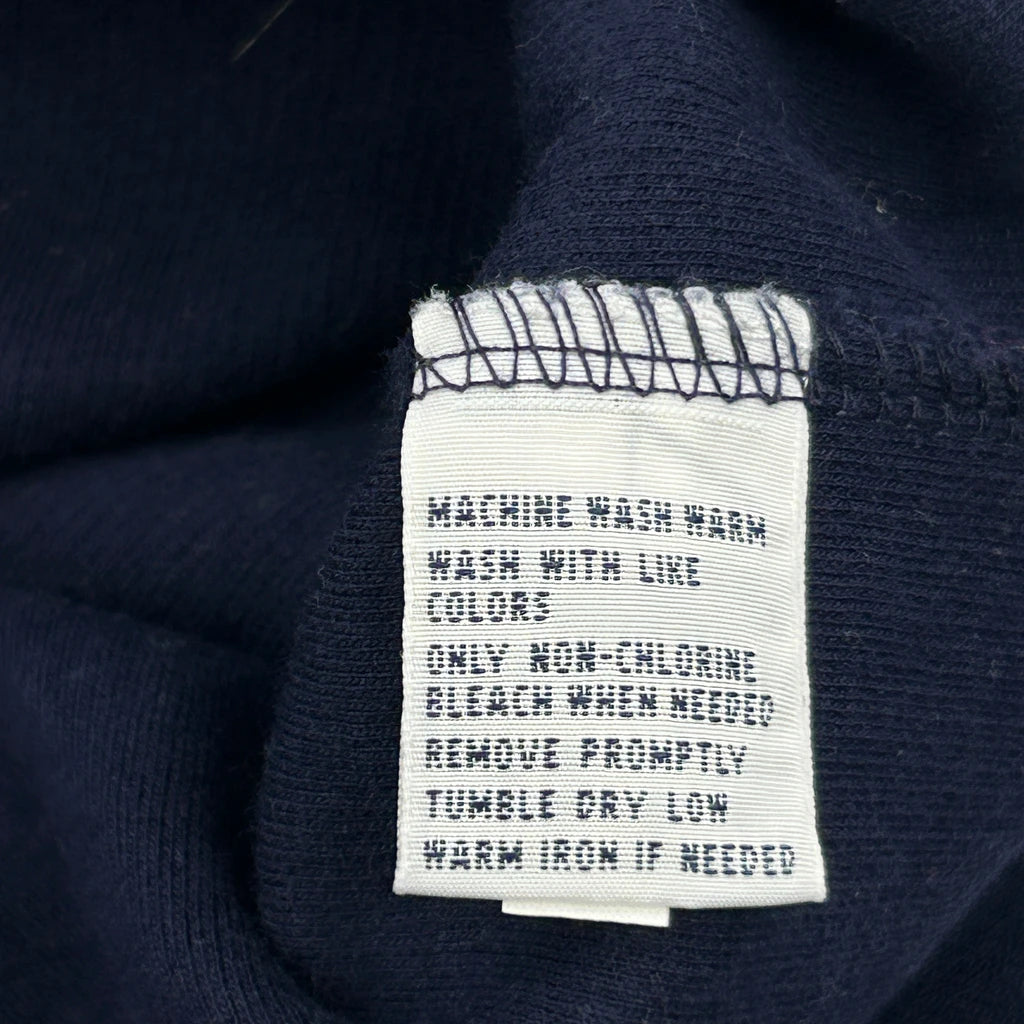 MACHINE WASH WARM
WASH WITH LIKE
COLORS
ONLY NON-CHLORINE
BLEACH WHEN NEEDED
REMOVE PROMPTLY
TUMBLE DRY LOW
WARM IRON IF NEEDED